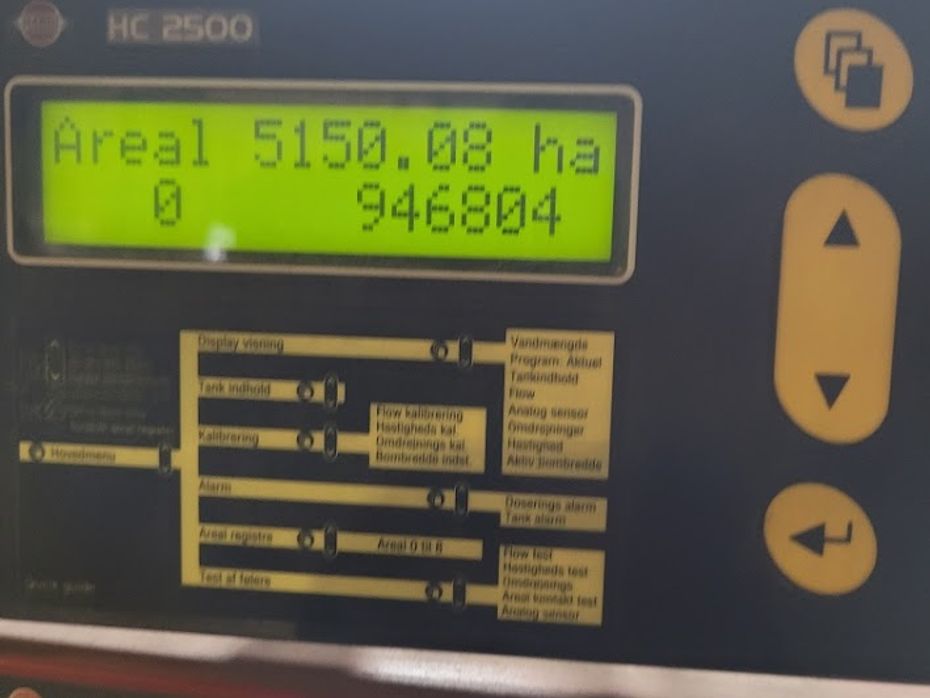 HARDI
HC 2500
Areal 5150.08 ha
0 946804
Display visning
Vandmængde
Program. Aktuel
Tankindhold
Flow
Analog sensor
Omdrejninger
Hastighed
Aktiv bombredde
Tank indhold
Kalibrering
Flow kalibrering
Hastigheds kal.
Omdrejnings kal.
Bombredde indst.
Hovedmenu
Alarm
Doserings alarm
Tank alarm
Areal registre
Areal 0 til 8
Test af følere
Flow test
Hastigheds test
Omdrejnings
Areal kontakt test
Analog sensor
Quick guide